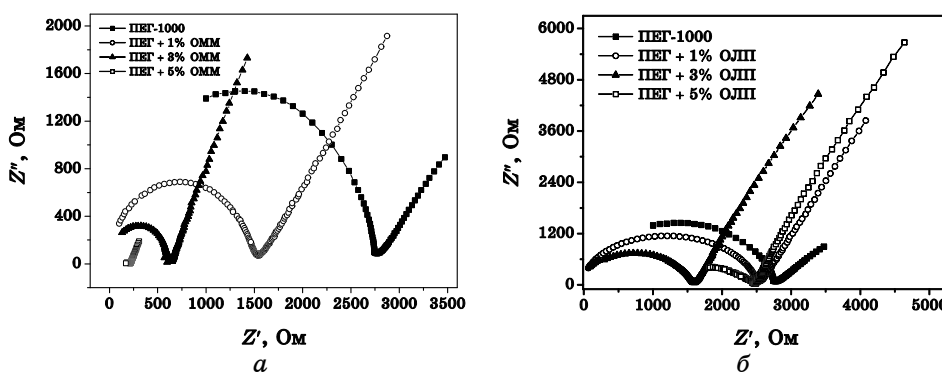 2000
1600
1200
800
400
0
Z″, Ом
ПЕГ-1000
ПЕГ + 1% ОММ
ПЕГ + 3% ОММ
ПЕГ + 5% ОММ
0 500 1000 1500 2000 2500 3000 3500
Z′, Ом
а
6000
4800
3600
2400
1200
0
Z″, Ом
ПЕГ-1000
ПЕГ + 1% ОЛП
ПЕГ + 3% ОЛП
ПЕГ + 5% ОЛП
0 1000 2000 3000 4000 5000
Z′, Ом
б